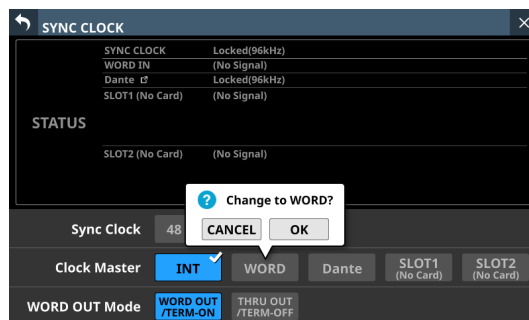 SYNC CLOCK
SYNC CLOCK Locked(96kHz)
WORD IN (No Signal)
Dante Locked(96kHz)
SLOT1 (No Card) (No Signal)
STATUS
SLOT2 (No Card) (No Signal)
? Change to WORD?
CANCEL OK
Sync Clock 48
Clock Master INT WORD Dante SLOT1 (No Card) SLOT2 (No Card)
WORD OUT Mode WORD OUT /TERM-ON THRU OUT /TERM-OFF